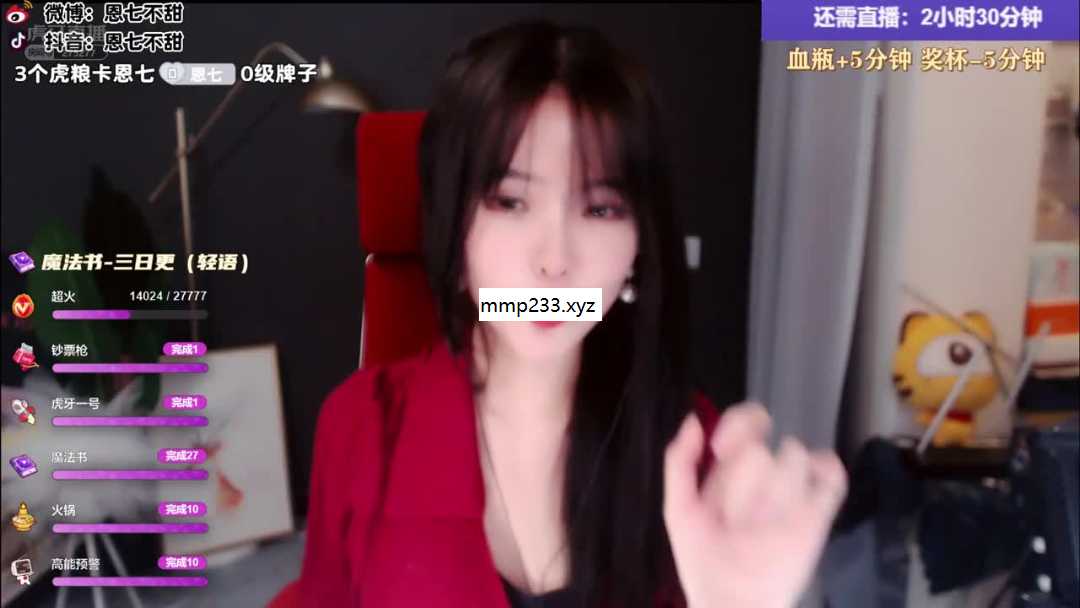 微博：恩七不甜
虎牙直播
抖音：恩七不甜
3个虎粮卡恩七 恩七 0级牌子
还需直播：2小时30分钟
血瓶+5分钟 奖杯-5分钟
魔法书-三日更（轻语）
超火 14024 / 27777
钞票枪 完成1
mmp233.xyz
虎牙一号 完成1
魔法书 完成27
火锅 完成10
高能预警 完成10